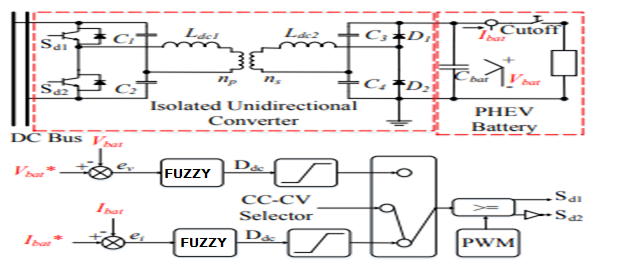 Sd1
C1
Ldc1
Ldc2
C3
D1
Ibat
Cutoff
Sd2
C2
np
ns
C4
D2
Cbat
+
-
Vbat
Isolated Unidirectional
Converter
PHEV
Battery
DC Bus
Vbat
Vbat*
+
-
ev
FUZZY
Ddc
CC-CV
Selector
>=
Sd1
Sd2
Ibat
Ibat*
+
-
ei
FUZZY
Ddc
PWM